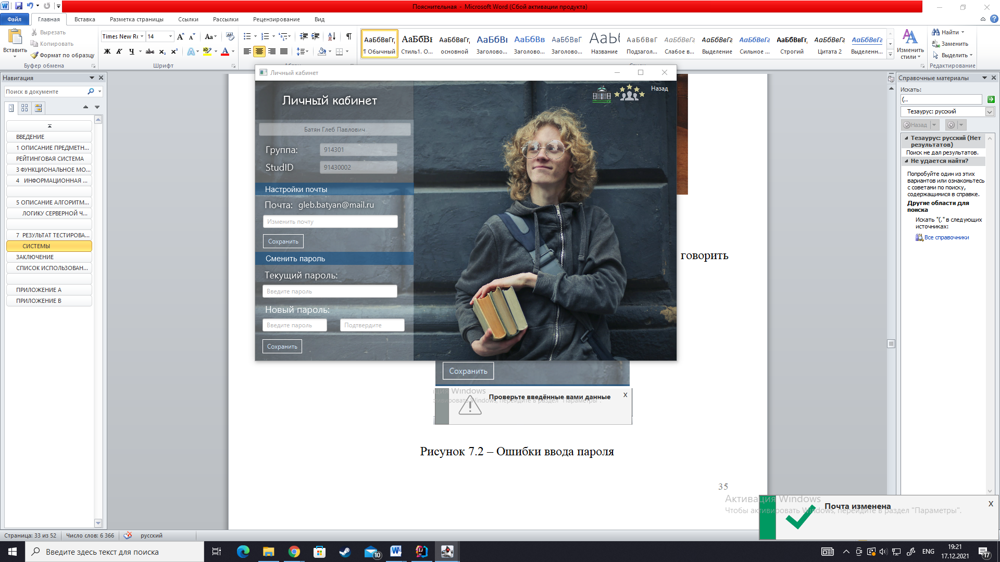 Пояснительная - Microsoft Word (Сбой активации продукта)
Файл
Главная
Вставка
Разметка страницы
Ссылки
Рассылки
Рецензирование
Вид
Вставить
Вырезать
Копировать
Формат по образцу
Буфер обмена
Times New Ro
14
Ж К Ч abc x₂ x²
Шрифт
АаБбВвГг,
¶ Обычный
АаБбВı
Стиль1. О...
АаБбВвГг,
основной
АаБбВı
Заголово...
АаБбВв
Заголово...
АаБбВвГ
Заголово...
АаЬ
Название
АаБбВвГ
Подзагол...
АаБбВвГг
Слабое в...
АаБбВвГг
Выделение
АаБбВвГг
Сильное ...
АаБбВвГг,
Строгий
АаБбВвГг
Цитата 2
АаБбВвГг
Выделенн...
Изменить стили
Найти
Заменить
Выделить
Редактирование
Навигация
Поиск в документе
ВВЕДЕНИЕ
1 ОПИСАНИЕ ПРЕДМЕТН...
РЕЙТИНГОВАЯ СИСТЕМА
3 ФУНКЦИОНАЛЬНОЕ МО...
4 ИНФОРМАЦИОННАЯ ...
5 ОПИСАНИЕ АЛГОРИТМ...
ЛОГИКУ СЕРВЕРНОЙ Ч...
7 РЕЗУЛЬТАТ ТЕСТИРОВА...
СИСТЕМЫ
ЗАКЛЮЧЕНИЕ
СПИСОК ИСПОЛЬЗОВАН...
ПРИЛОЖЕНИЕ А
ПРИЛОЖЕНИЕ В
Личный кабинет
Личный кабинет
Назад
Батян Глеб Павлович
Группа:
914301
StudID
91430002
Настройки почты
Почта: gleb.batyan@mail.ru
Изменить почту
Сохранить
Сменить пароль
Текущий пароль:
Введите пароль
Новый пароль:
Введите пароль
Подтвердите
Сохранить
говорить
Сохранить
Windows
Windows, перейдите в раздел "Параметры".
Проверьте введённые вами данные
X
Рисунок 7.2 – Ошибки ввода пароля
35
Справочные материалы
Искать:
(..
Тезаурус: русский
Назад
Тезаурус: русский (Нет
результатов)
Поиск не дал результатов.
Не удается найти?
Попробуйте один из этих
вариантов или ознакомьтесь
с советами по поиску,
содержащимися в справке.
Другие области для
поиска
Искать "(." в следующих
источниках:
Все справочники
Активация Windows
Чтобы активировать Windows, перейдите в раздел "Параметры".
Почта изменена
X
Страница: 33 из 52
Число слов: 6 366
русский
Введите здесь текст для поиска
10
ENG
19:21
17.12.2021
17